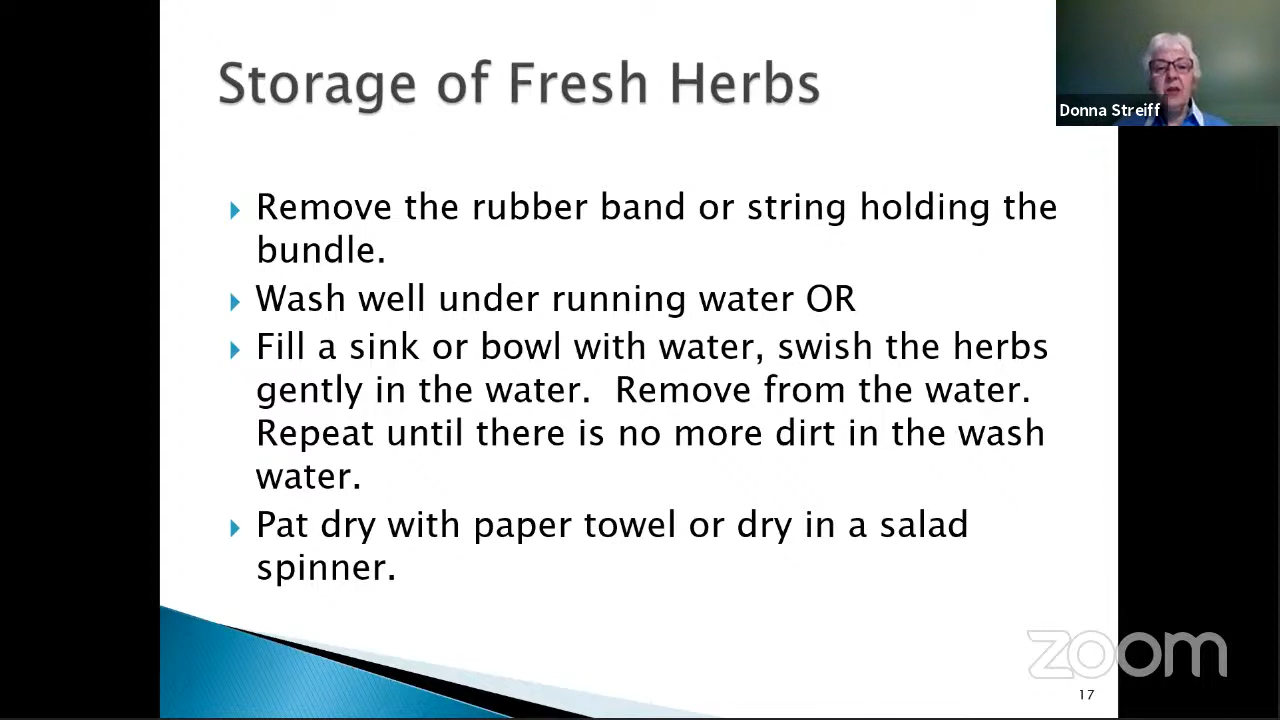 Storage of Fresh Herbs
Donna Streiff
Remove the rubber band or string holding the
bundle.
Wash well under running water OR
Fill a sink or bowl with water, swish the herbs
gently in the water.  Remove from the water.
Repeat until there is no more dirt in the wash
water.
Pat dry with paper towel or dry in a salad
spinner.
zoom
17